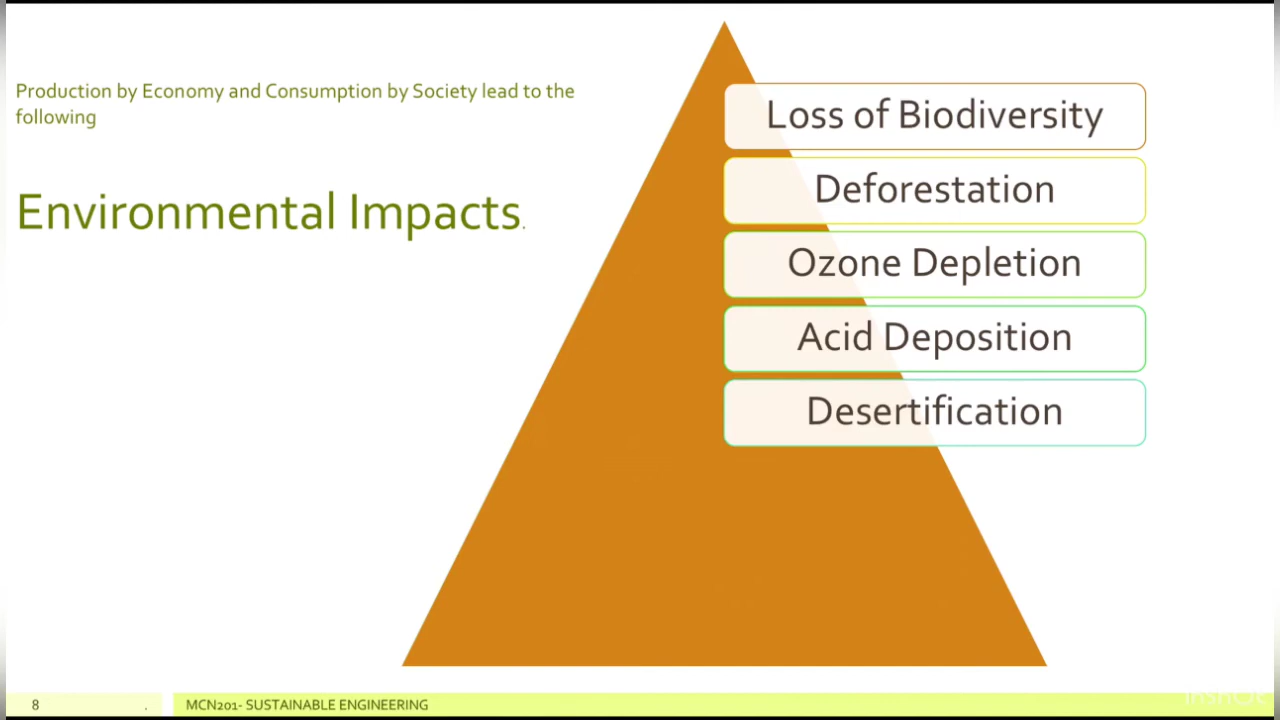 Production by Economy and Consumption by Society lead to the
following
Environmental Impacts.
Loss of Biodiversity
Deforestation
Ozone Depletion
Acid Deposition
Desertification
8 . MCN201- SUSTAINABLE ENGINEERING
INSHOT